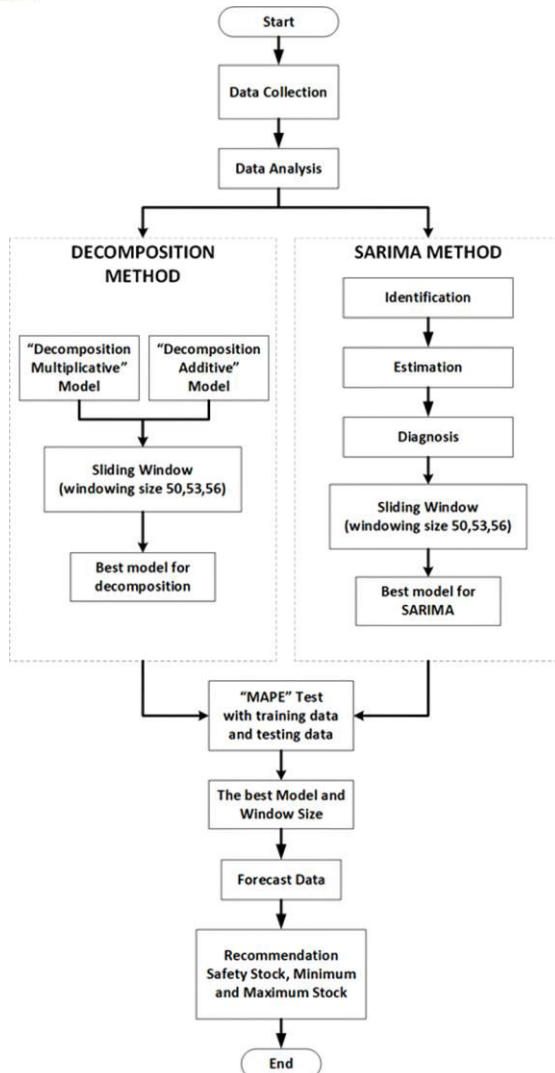 Start
Data Collection
Data Analysis
DECOMPOSITION
METHOD
“Decomposition
Multiplicative”
Model
“Decomposition
Additive”
Model
Sliding Window
(windowing size 50,53,56)
Best model for
decomposition
SARIMA METHOD
Identification
Estimation
Diagnosis
Sliding Window
(windowing size 50,53,56)
Best model for
SARIMA
“MAPE” Test
with training data
and testing data
The best Model and
Window Size
Forecast Data
Recommendation
Safety Stock, Minimum
and Maximum Stock
End